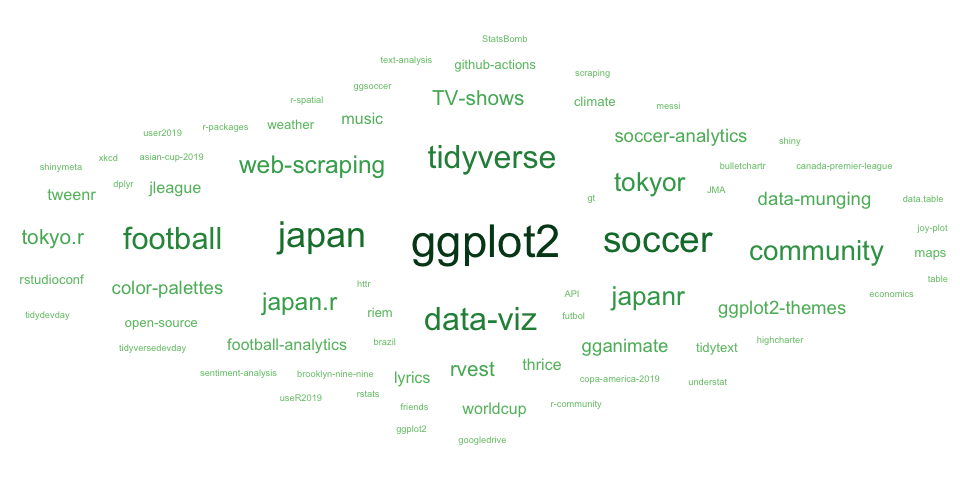 StatsBomb
text-analysis
github-actions
scraping
ggsoccer
r-spatial
TV-shows
climate
messi
user2019
r-packages
weather
music
soccer-analytics
shiny
shinymeta
xkcd
asian-cup-2019
web-scraping
tidyverse
bulletchartr
canada-premier-league
tweenr
dplyr
jleague
tokyor
JMA
gt
data-munging
data.table
tokyo.r
football
japan
ggplot2
soccer
community
joy-plot
maps
rstudioconf
color-palettes
httr
japan.r
riem
API
japanr
economics
table
tidydevday
open-source
data-viz
futbol
ggplot2-themes
tidyversedevday
football-analytics
brazil
gganimate
tidytext
highcharter
sentiment-analysis
brooklyn-nine-nine
lyrics
rvest
thrice
copa-america-2019
understat
useR2019
rstats
friends
worldcup
r-community
ggplot2
googledrive